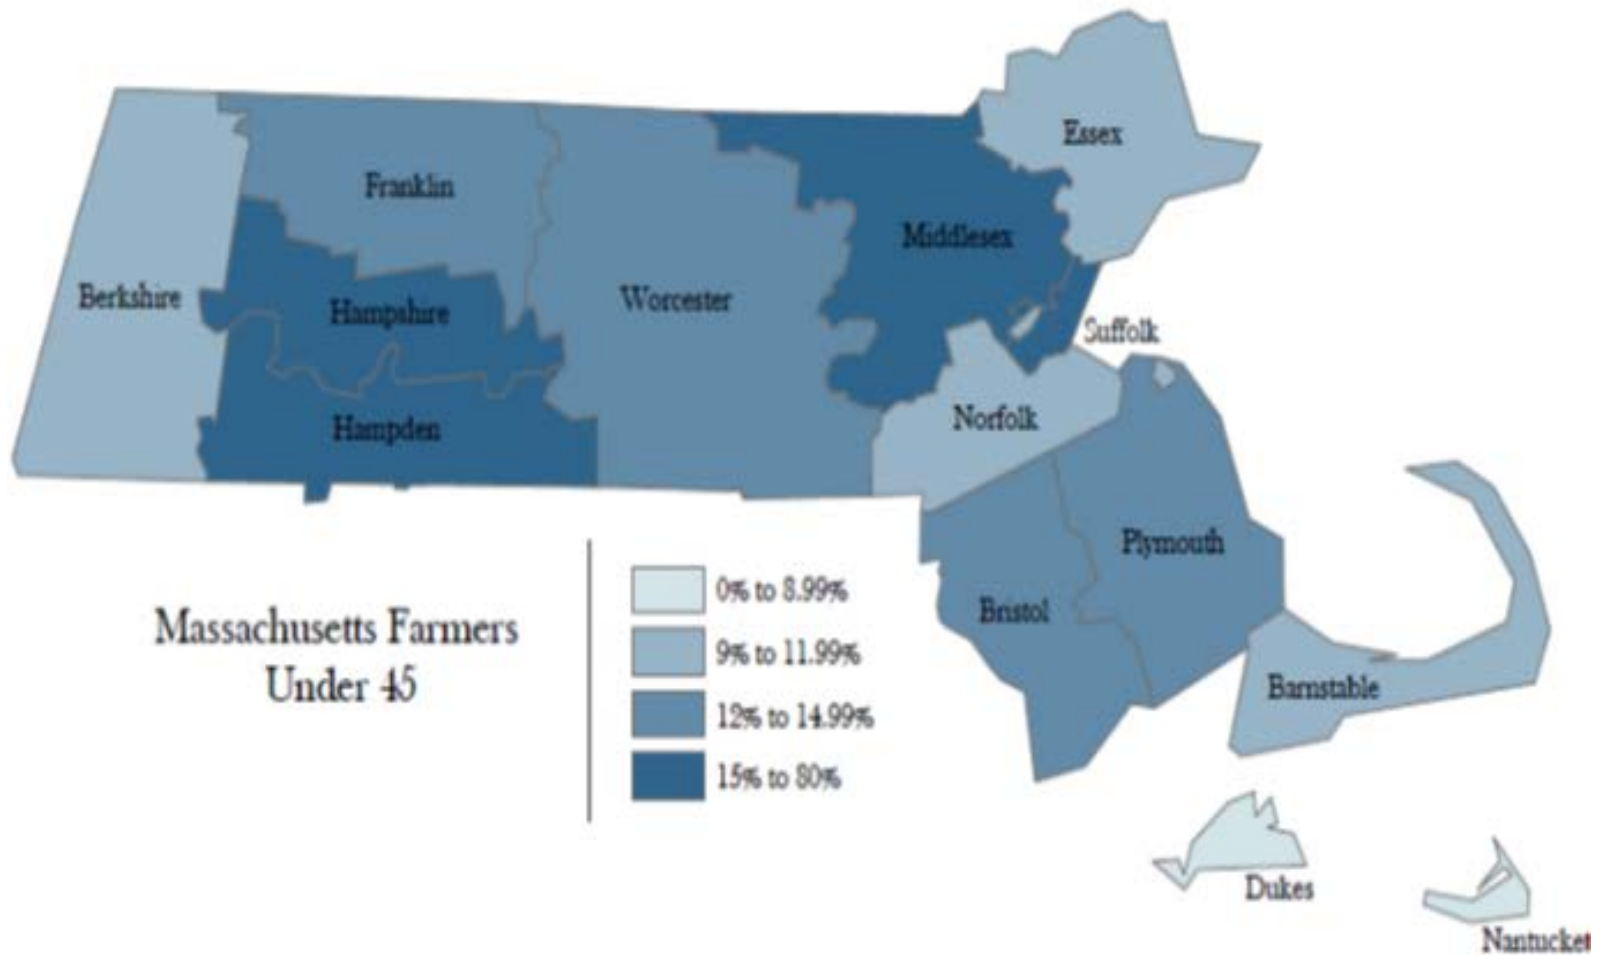 Essex
Franklin
Middlesex
Berkshire
Hampshire
Worcester
Suffolk
Hampden
Norfolk
Plymouth
Bristol
Barnstable
Massachusetts Farmers
Under 45
0% to 8.99%
9% to 11.99%
12% to 14.99%
15% to 80%
Dukes
Nantucket